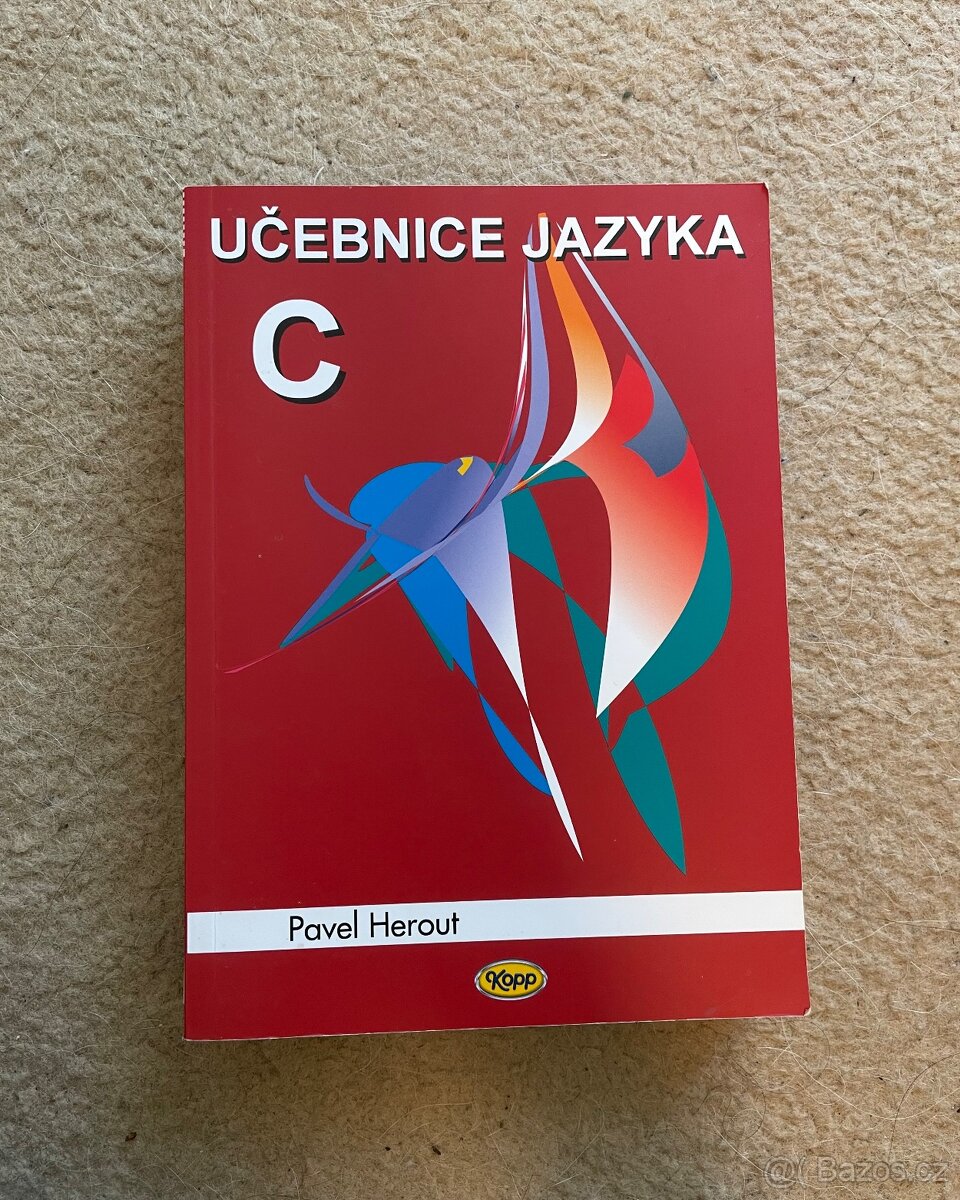 UČEBNICE JAZYKA
C
Pavel Herout
Kopp
@( Bazos.cz